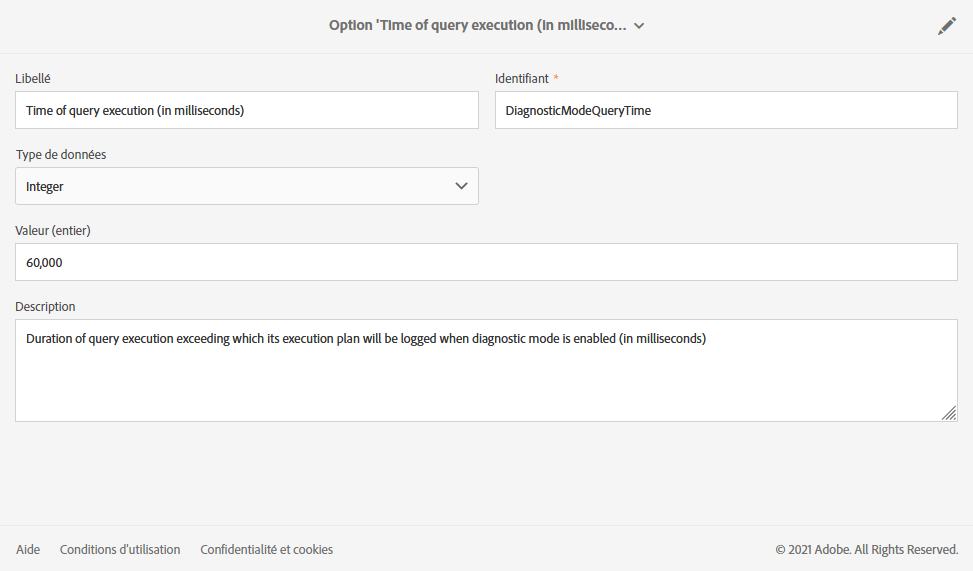 Option 'Time of query execution (in milliseco...
Libellé
Identifiant *
Time of query execution (in milliseconds)
DiagnosticModeQueryTime
Type de données
Integer
Valeur (entier)
60,000
Description
Duration of query execution exceeding which its execution plan will be logged when diagnostic mode is enabled (in milliseconds)
Aide Conditions d'utilisation Confidentialité et cookies © 2021 Adobe. All Rights Reserved.